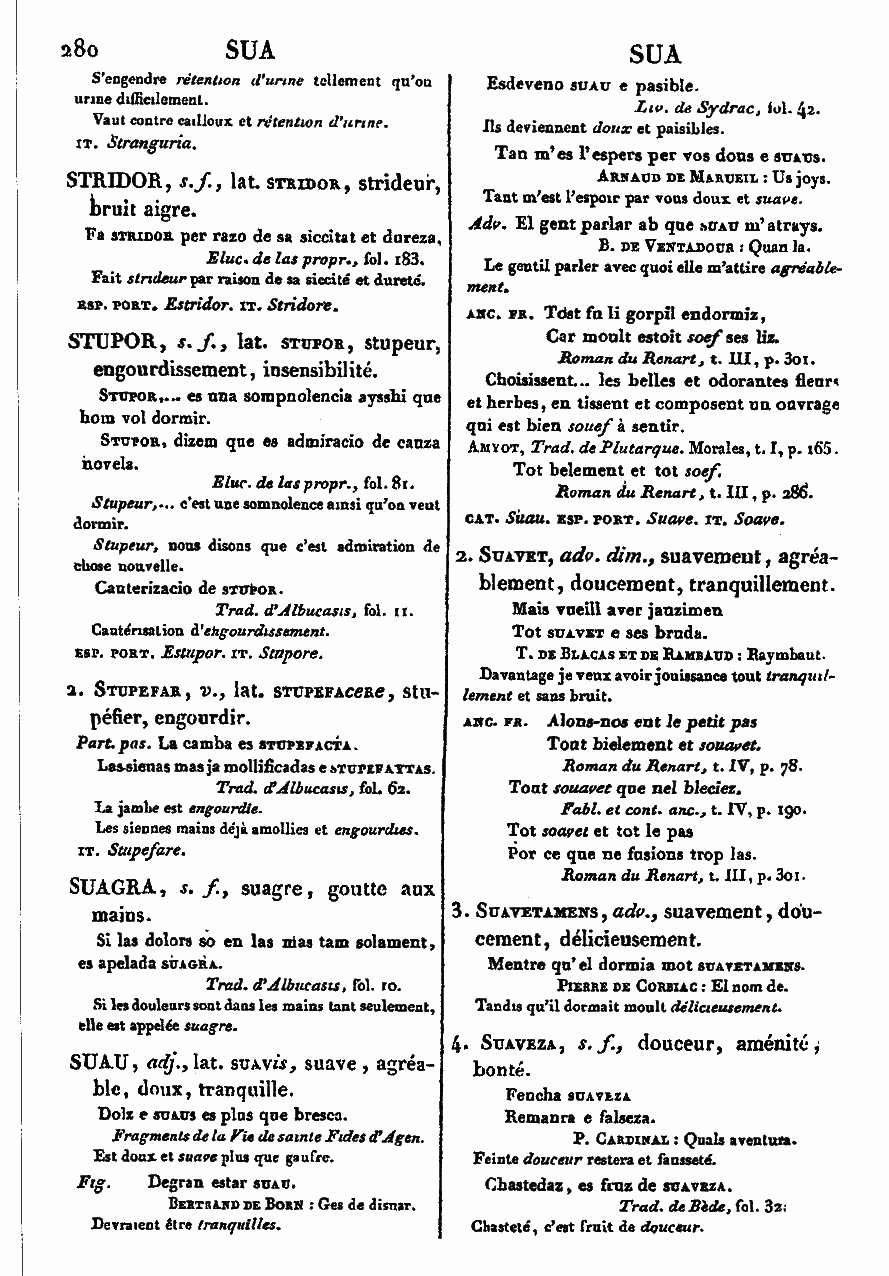 280 SUA
S'engendre rétention d'urine tellement qu'on
urine difficilement.
Vaut contre cailloux et rétention d'urine.
IT. Stranguria.
STRIDOR, s. f., lat. STRIDOR, strideur,
bruit aigre.
Fa STRIDOR per razo de sa siccitat et dureza,
Eluc. de las propr., fol. 183.
Fait strideur par raison de sa siccité et dureté.
ESP. PORT. Estridor. IT. Stridore.
STUPOR, s. f., lat. STUPOR, stupeur,
engourdissement, insensibilité.
STUPOR,... es una sompnolencia aysshi que
hom vol dormir.
STUPOR, dizem que es admiracio de cauza
novela.
Eluc. de las propr., fol. 81.
Stupeur,... c'est une somnolence ainsi qu'on veut
dormir.
Stupeur, nous disons que c'est admiration de
chose nouvelle.
Cauterizacio de STUPOR.
Trad. d'Albucasis, fol. 11.
Cautérisation d'engourdissement.
ESP. PORT. Estupor. IT. Stupore.
2. STUPEFAR, v., lat. STUPEFACere, stu-
péfier, engourdir.
Part. pas. La camba es STUPEFACTA.
Las sienas mas ja mollificadas e STUPEFATTAS.
Trad. d'Albucasis, fol. 62.
La jambe est engourdie.
Les siennes mains déjà amollies et engourdies.
IT. Stupefare.
SUAGRA, s. f., suagre, goutte aux
mains.
Si las dolors so en las mas tam solament,
es apelada SUAGRA.
Trad. d'Albucasis, fol. 10.
Si les douleurs sont dans les mains tant seulement,
elle est appelée suagre.
SUAU, adj., lat. SUAVis, suave, agréa-
ble, doux, tranquille.
Dolz e SUAUS es plus que bresca.
Fragments de la Vie de sainte Fides d'Agen.
Est doux et suave plus que gaufre.
Fig. Degran estar SUAU.
BERTRAND DE BORN : Ges de disnar.
Devraient être tranquilles.
SUA
Esdeveno SUAU e pasible.
Liv. de Sydrac, fol. 42.
Ils deviennent doux et paisibles.
Tan m'es l'espers per vos dous e SUAUS.
ARNAUD DE MARUEIL : Us joys.
Tant m'est l'espoir par vous doux et suave.
Adv. El gent parlar ab que SUAU m'atrays.
B. DE VENTADOUR : Quan la.
Le gentil parler avec quoi elle m'attire agréable-
ment.
ANC. FR. Tost fu li gorpil endormiz,
Car moult estoit soef ses liz.
Roman du Renart, t. III, p. 301.
Choisissent... les belles et odorantes fleurs
et herbes, en tissent et composent un ouvrage
qui est bien souef à sentir.
AMYOT, Trad. de Plutarque. Morales, t. I, p. 165.
Tot belement et tot soef.
Roman du Renart, t. III, p. 286.
CAT. Suau. ESP. PORT. Suave. IT. Soave.
2. SUAVET, adv. dim., suavement, agréa-
blement, doucement, tranquillement.
Mais vueill aver jauzimen
Tot SUAVET e ses bruda.
T. DE BLACAS ET DE RAMBAUD : Raymbaut.
Davantage je veux avoir jouissance tout tranquil-
lement et sans bruit.
ANC. FR. Alons-nos ent le petit pas
Tout bielement et souavet.
Roman du Renart, t. IV, p. 78.
Tout souavet que nel bleciez.
Fabl. et cont. anc., t. IV, p. 190.
Tot soavet et tot le pas
Por ce que ne fusions trop las.
Roman du Renart, t. III, p. 301.
3. SUAVETAMENS, adv., suavement, dou-
cement, délicieusement.
Mentre qu'el dormia mot SUAVETAMENS.
PIERRE DE CORBIAC : El nom de.
Tandis qu'il dormait moult délicieusement.
4. SUAVEZA, s. f., douceur, aménité,
bonté.
Fencha SUAVEZA
Remanra e falseza.
P. CARDINAL : Quals aventura.
Feinte douceur restera et fausseté.
Chastedaz, es fruz de SUAVEZA.
Trad. de Bède, fol. 32.
Chasteté, c'est fruit de douceur.